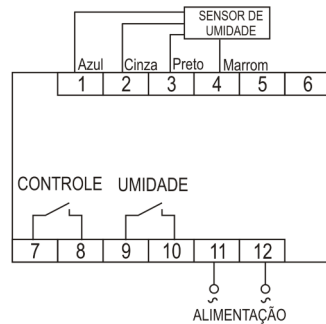 SENSOR DE
UMIDADE
Azul Cinza Preto Marrom
1 2 3 4 5 6
CONTROLE UMIDADE
7 8 9 10 11 12
ALIMENTAÇÃO